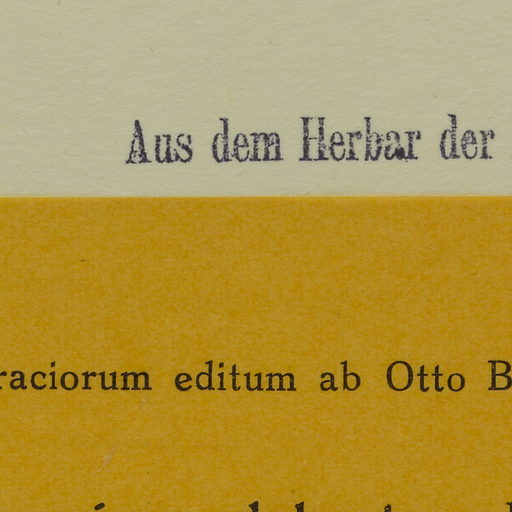 Aus dem Herbar der
raciorum editum ab Otto B